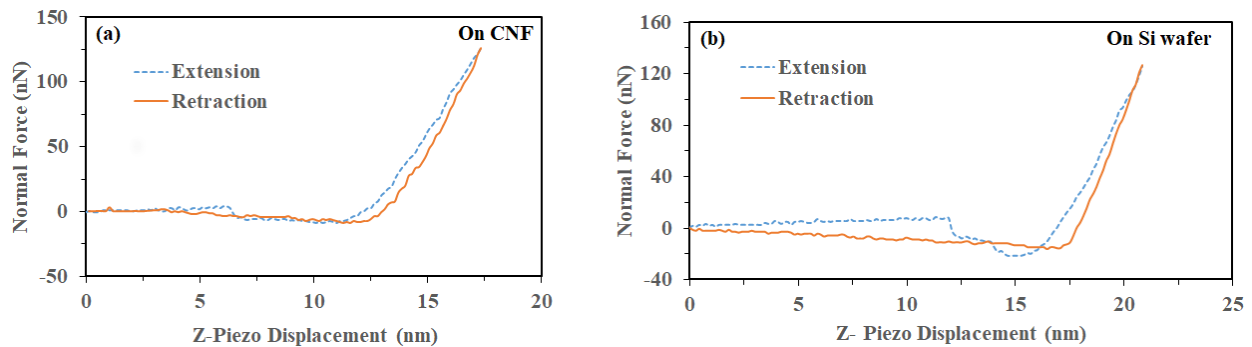 (a)
On CNF
Extension
Retraction
150
100
50
0
-50
0
5
10
15
20
Normal Force (nN)
Z-Piezo Displacement (nm)
(b)
On Si wafer
Extension
Retraction
160
120
80
40
0
-40
0
5
10
15
20
25
Normal Force (nN)
Z- Piezo Displacement (nm)